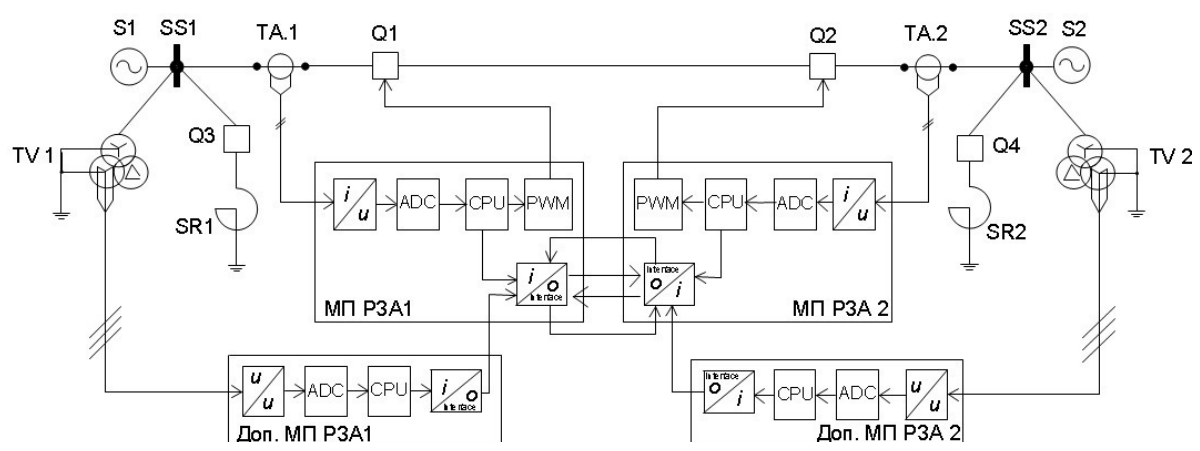 S1 SS1 TA.1 Q1 Q2 TA.2 SS2 S2
TV 1 Q3 Q4 TV 2
SR1 SR2
i/u ADC CPU PWM
PWM CPU ADC i/u
i/o Interface
Interface o/i
МП РЗА1
МП РЗА 2
u/u ADC CPU i/o Interface
Interface o/i CPU ADC u/u
Доп. МП РЗА1
Доп. МП РЗА 2